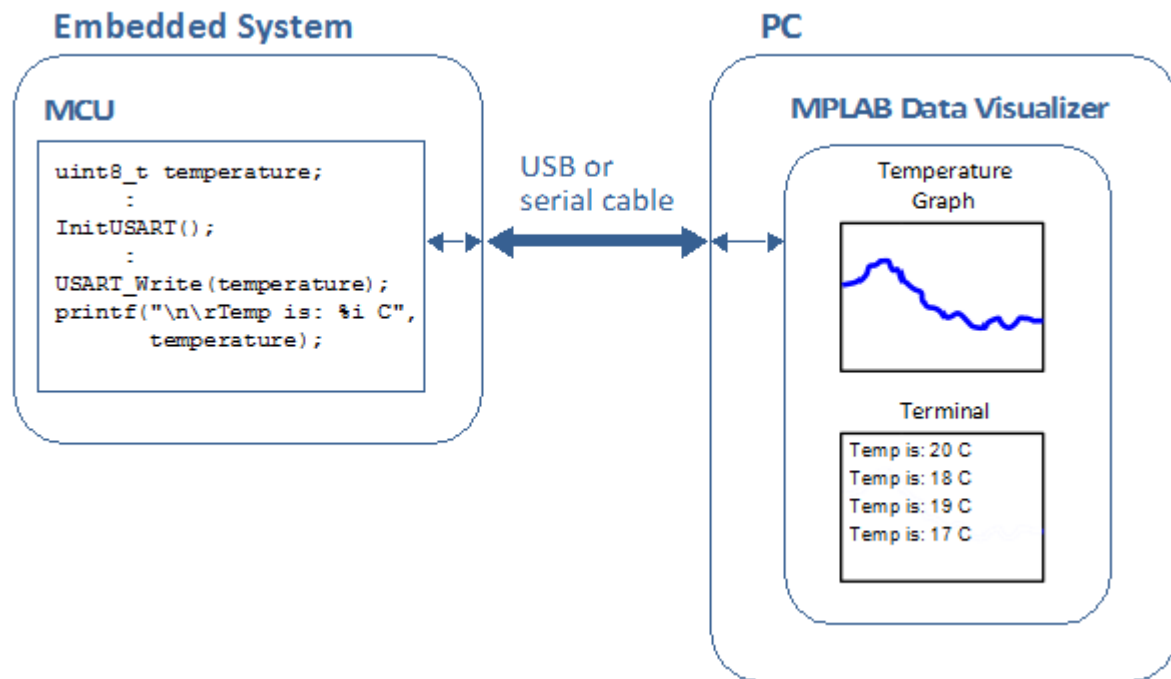 Embedded System
MCU
uint8_t temperature;
:
InitUSART();
:
USART_Write(temperature);
printf("\n\rTemp is: %i C",
temperature);
USB or
serial cable
PC
MPLAB Data Visualizer
Temperature
Graph
Terminal
Temp is: 20 C
Temp is: 18 C
Temp is: 19 C
Temp is: 17 C